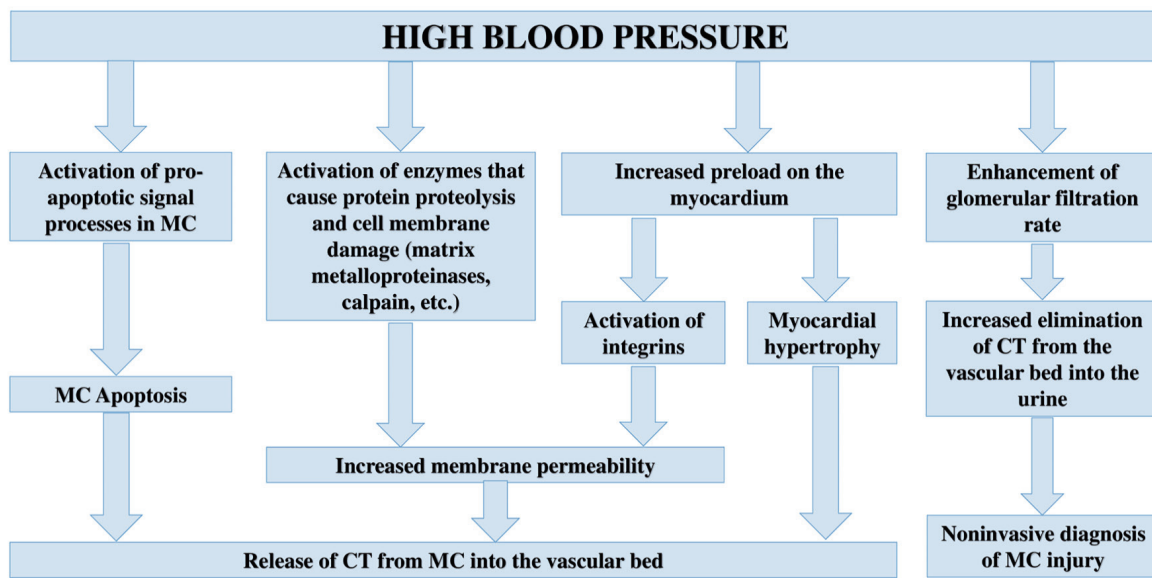 HIGH BLOOD PRESSURE
Activation of pro-
apoptotic signal
processes in MC
Activation of enzymes that
cause protein proteolysis
and cell membrane
damage (matrix
metalloproteinases,
calpain, etc.)
Increased preload on the
myocardium
Enhancement of
glomerular filtration
rate
Activation of
integrins
Myocardial
hypertrophy
Increased elimination
of CT from the
vascular bed into the
urine
MC Apoptosis
Increased membrane permeability
Release of CT from MC into the vascular bed
Noninvasive diagnosis
of MC injury